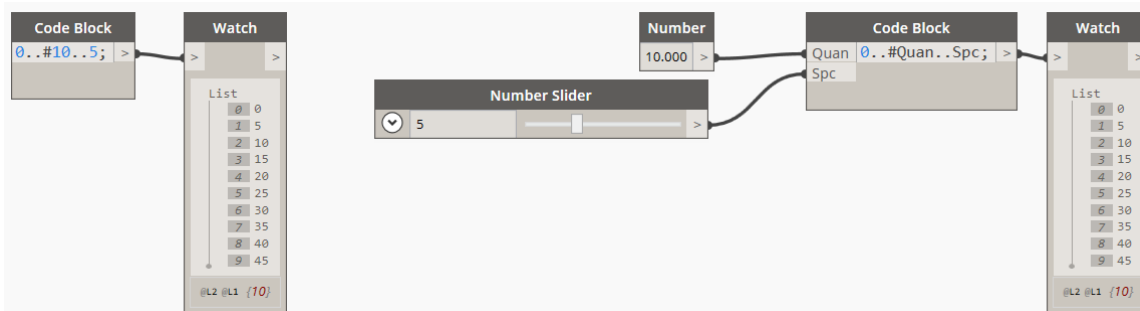 Code Block
0..#10..5;
>
Watch
>
>
List
0 0
1 5
2 10
3 15
4 20
5 25
6 30
7 35
8 40
9 45
@L2 @L1 {10}
Number
10.000 >
Number Slider
5
>
Code Block
Quan 0..#Quan..Spc; >
Spc
Watch
>
>
List
0 0
1 5
2 10
3 15
4 20
5 25
6 30
7 35
8 40
9 45
@L2 @L1 {10}